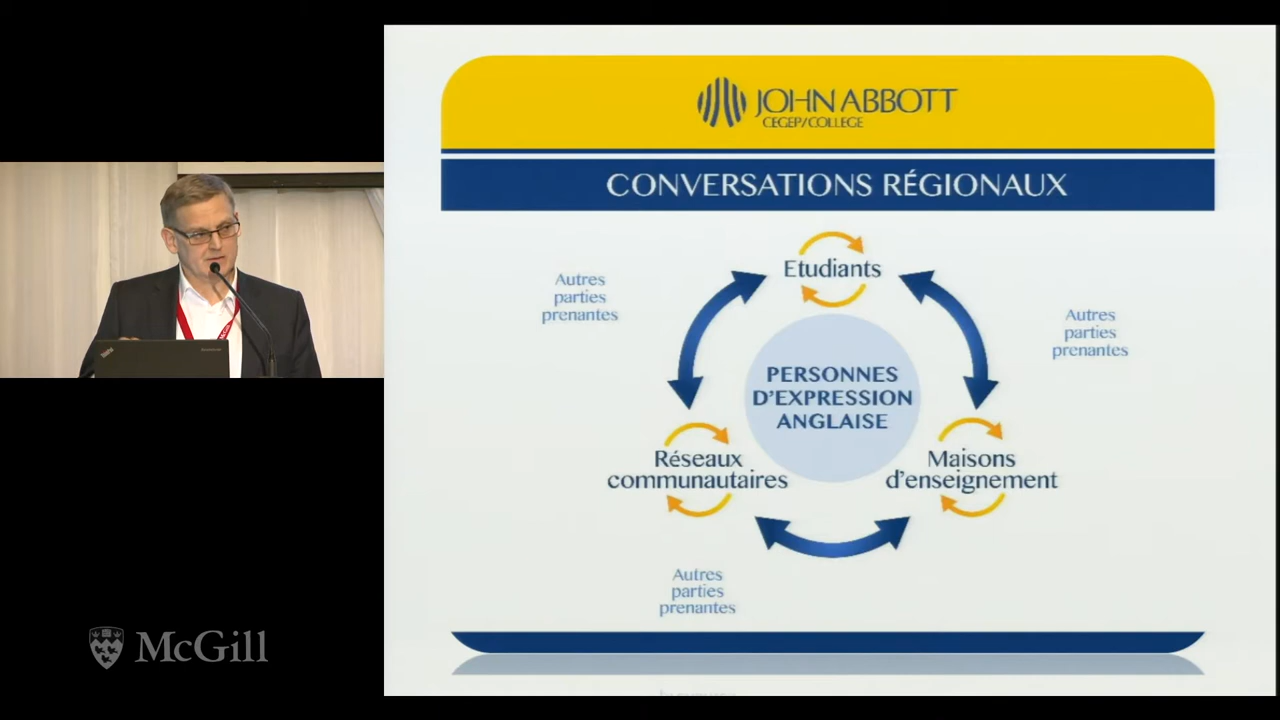 JOHN ABBOTT
CEGEP/COLLEGE
CONVERSATIONS RÉGIONAUX
Etudiants
Autres
parties
prenantes
Autres
parties
prenantes
PERSONNES
D'EXPRESSION
ANGLAISE
Réseaux
communautaires
Maisons
d'enseignement
Autres
parties
prenantes
McGill